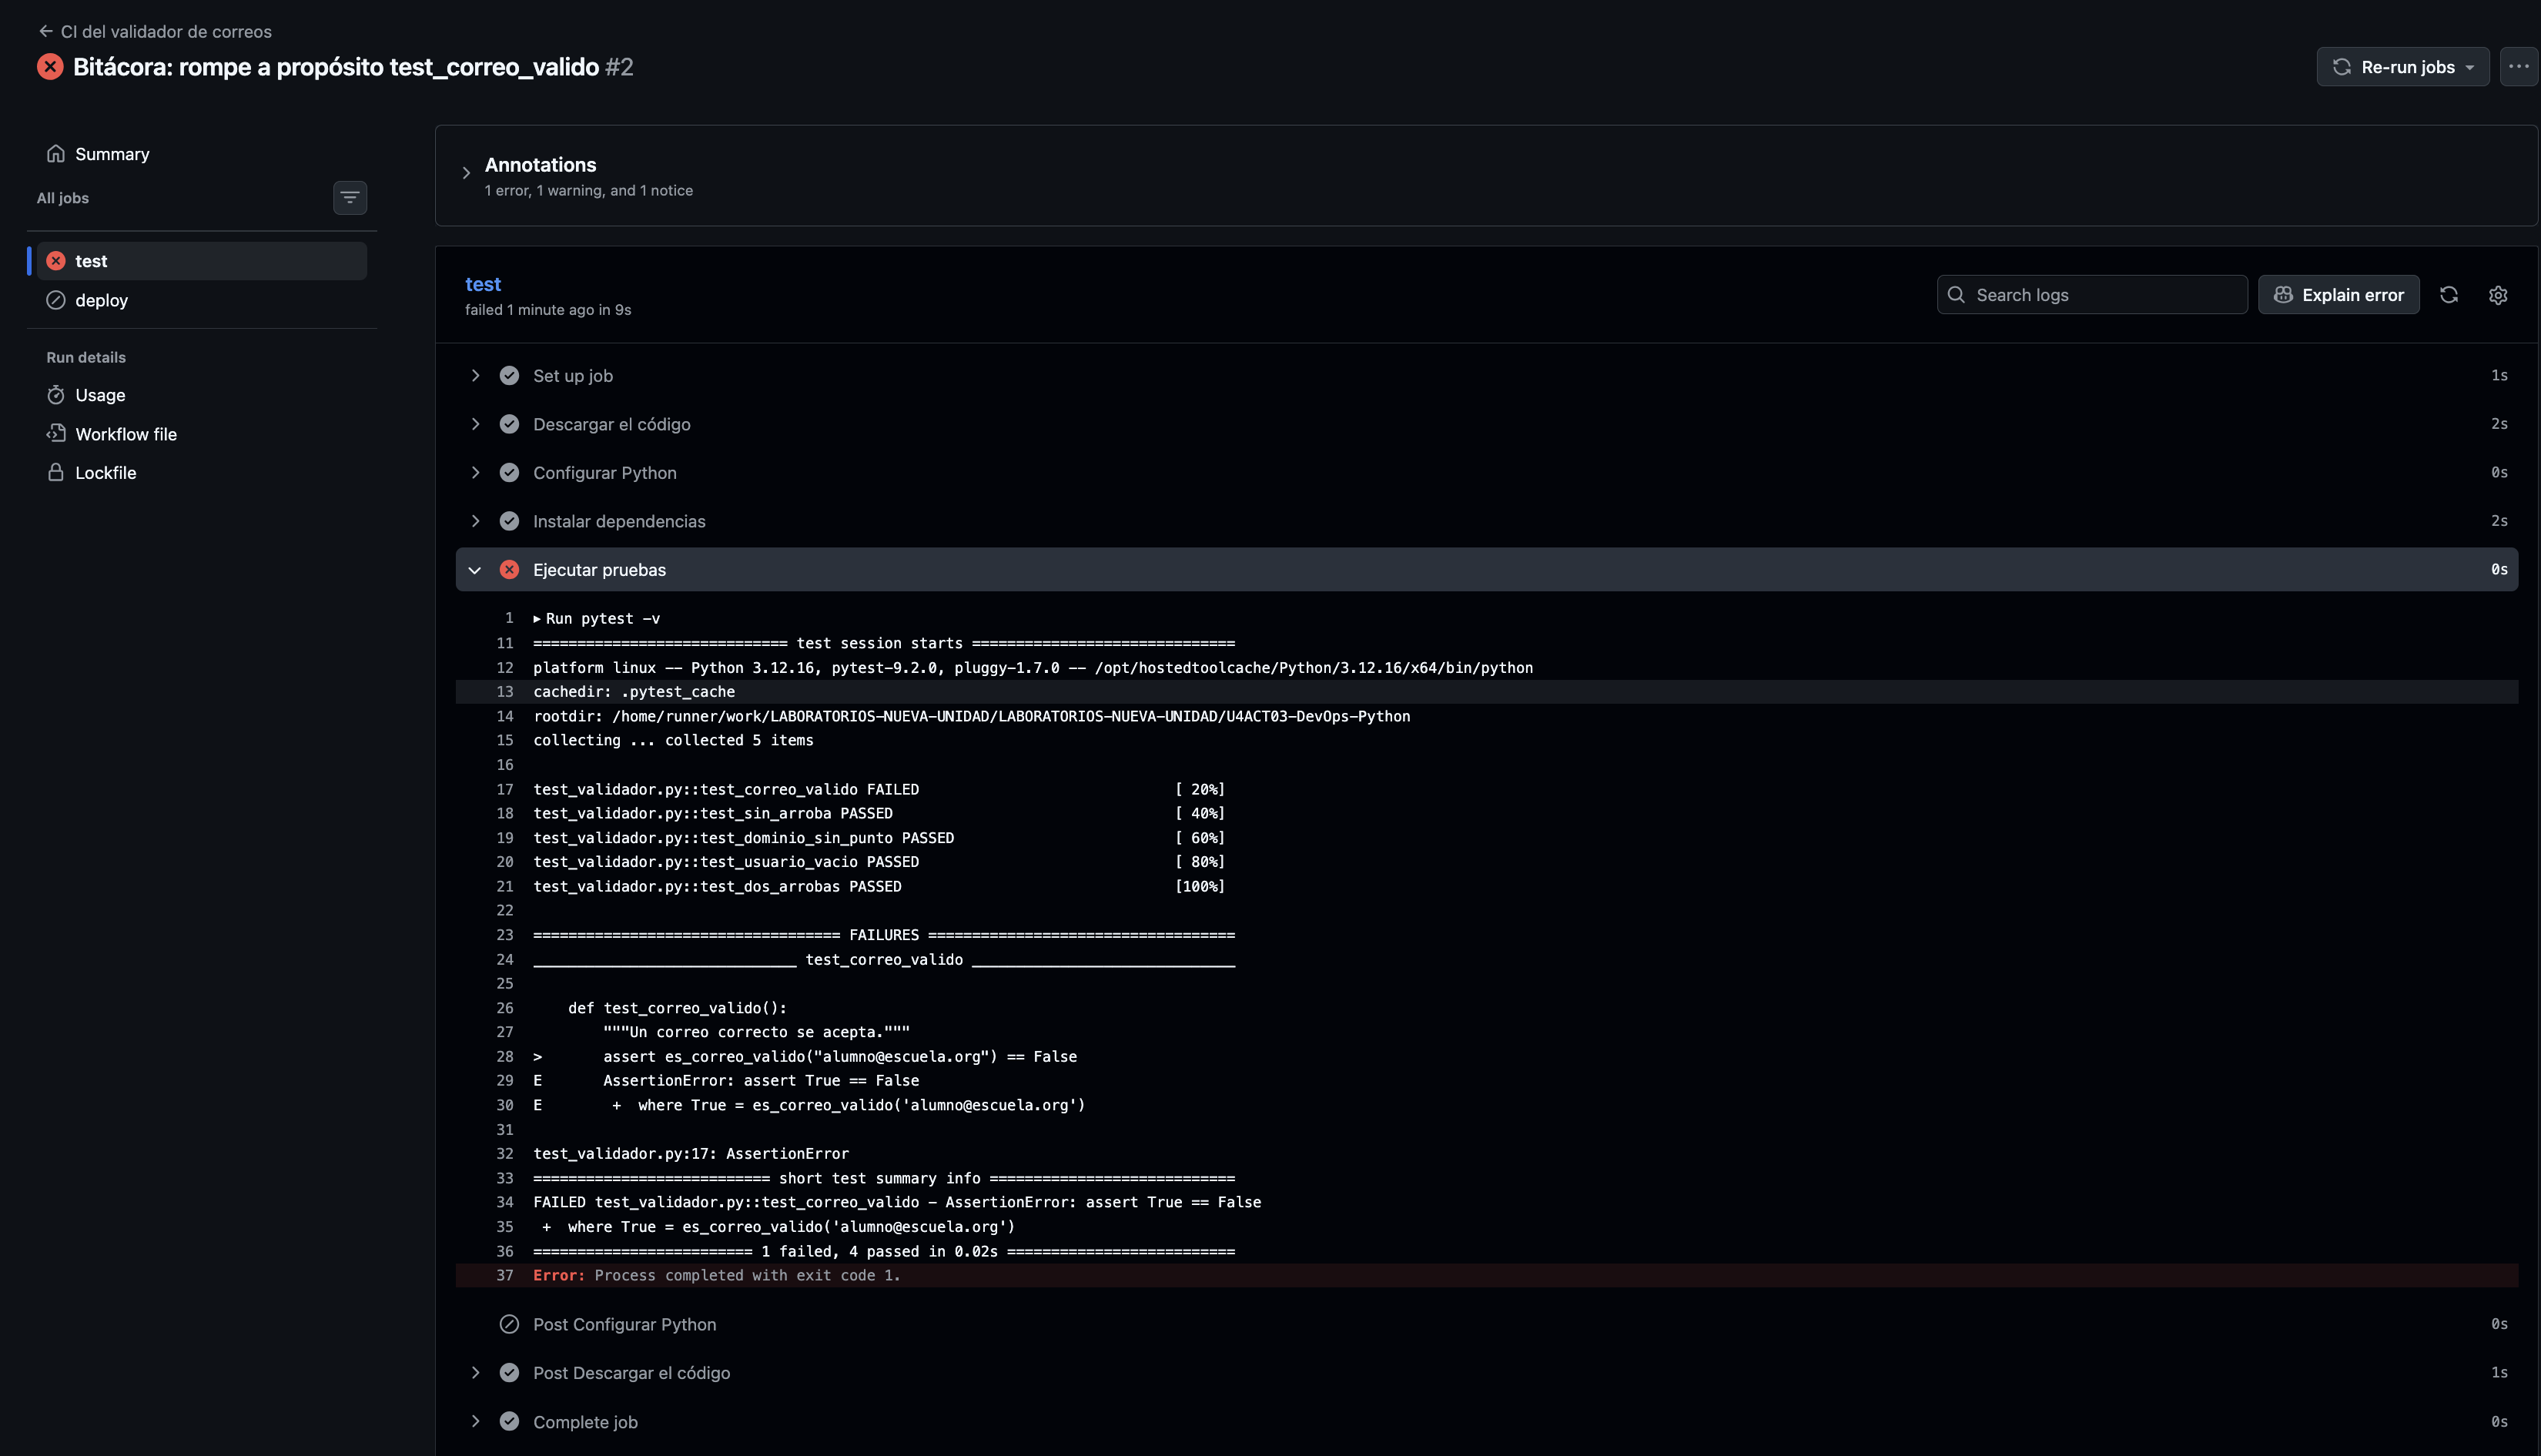 CI del validador de correos
Bitácora: rompe a propósito test_correo_valido #2
Re-run jobs
Summary
All jobs
test
deploy
Run details
Usage
Workflow file
Lockfile
Annotations
1 error, 1 warning, and 1 notice
test
failed 1 minute ago in 9s
Search logs
Explain error
Set up job 1s
Descargar el código 2s
Configurar Python 0s
Instalar dependencias 2s
Ejecutar pruebas 0s
1 Run pytest -v
11 ============================= test session starts ==============================
12 platform linux -- Python 3.12.16, pytest-9.2.0, pluggy-1.7.0 -- /opt/hostedtoolcache/Python/3.12.16/x64/bin/python
13 cachedir: .pytest_cache
14 rootdir: /home/runner/work/LABORATORIOS-NUEVA-UNIDAD/LABORATORIOS-NUEVA-UNIDAD/U4ACT03-DevOps-Python
15 collecting ... collected 5 items
16
17 test_validador.py::test_correo_valido FAILED [ 20%]
18 test_validador.py::test_sin_arroba PASSED [ 40%]
19 test_validador.py::test_dominio_sin_punto PASSED [ 60%]
20 test_validador.py::test_usuario_vacio PASSED [ 80%]
21 test_validador.py::test_dos_arrobas PASSED [100%]
22
23 =================================== FAILURES ===================================
24 ______________________________ test_correo_valido ______________________________
25
26 def test_correo_valido():
27 """Un correo correcto se acepta."""
28 > assert es_correo_valido("alumno@escuela.org") == False
29 E AssertionError: assert True == False
30 E + where True = es_correo_valido('alumno@escuela.org')
31
32 test_validador.py:17: AssertionError
33 =========================== short test summary info ============================
34 FAILED test_validador.py::test_correo_valido - AssertionError: assert True == False
35 + where True = es_correo_valido('alumno@escuela.org')
36 ========================= 1 failed, 4 passed in 0.02s ==========================
37 Error: Process completed with exit code 1.
Post Configurar Python 0s
Post Descargar el código 1s
Complete job 0s